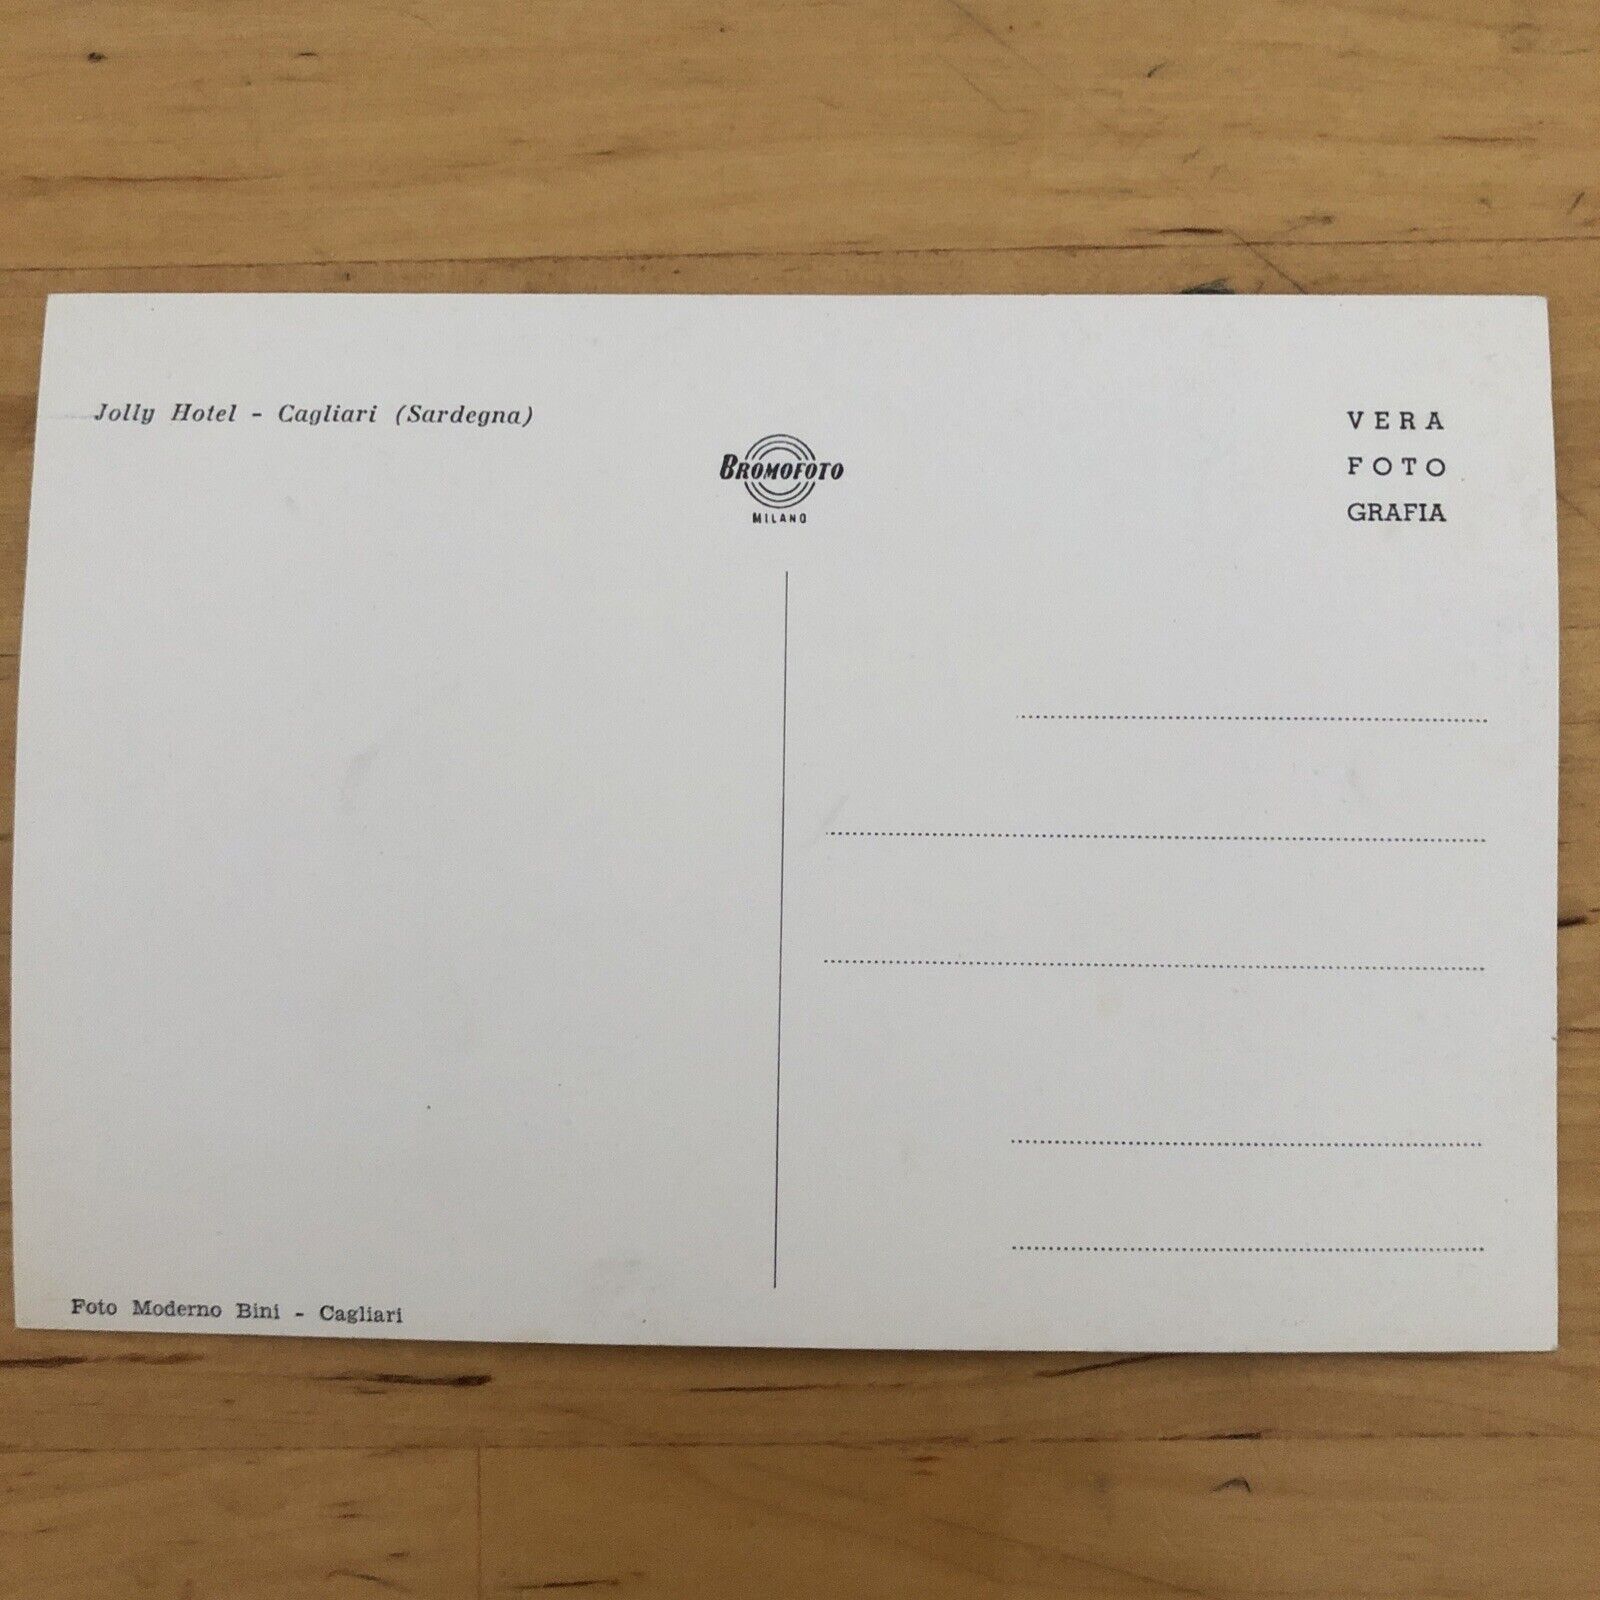 Jolly Hotel - Cagliari (Sardegna)
BROMOFOTO
MILANO
VERA
FOTO
GRAFIA
Foto Moderno Bini - Cagliari